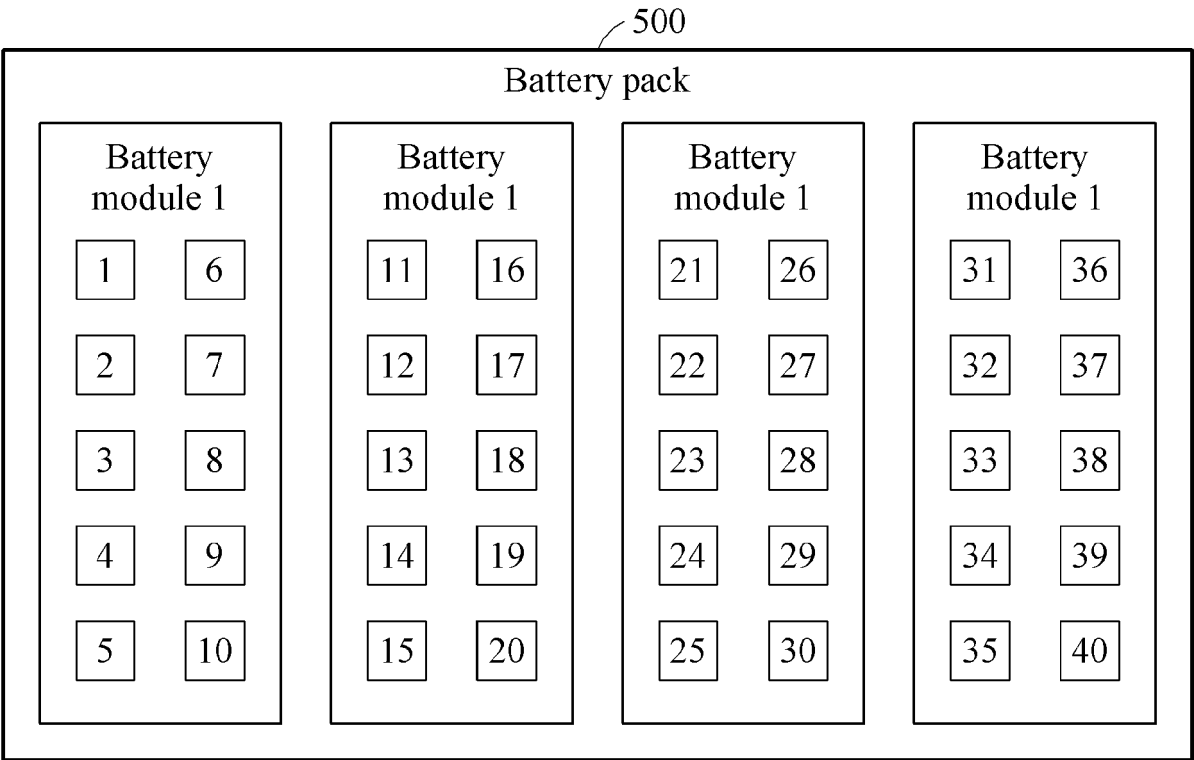 500
Battery pack
Battery
module 1
1 6
2 7
3 8
4 9
5 10
Battery
module 1
11 16
12 17
13 18
14 19
15 20
Battery
module 1
21 26
22 27
23 28
24 29
25 30
Battery
module 1
31 36
32 37
33 38
34 39
35 40